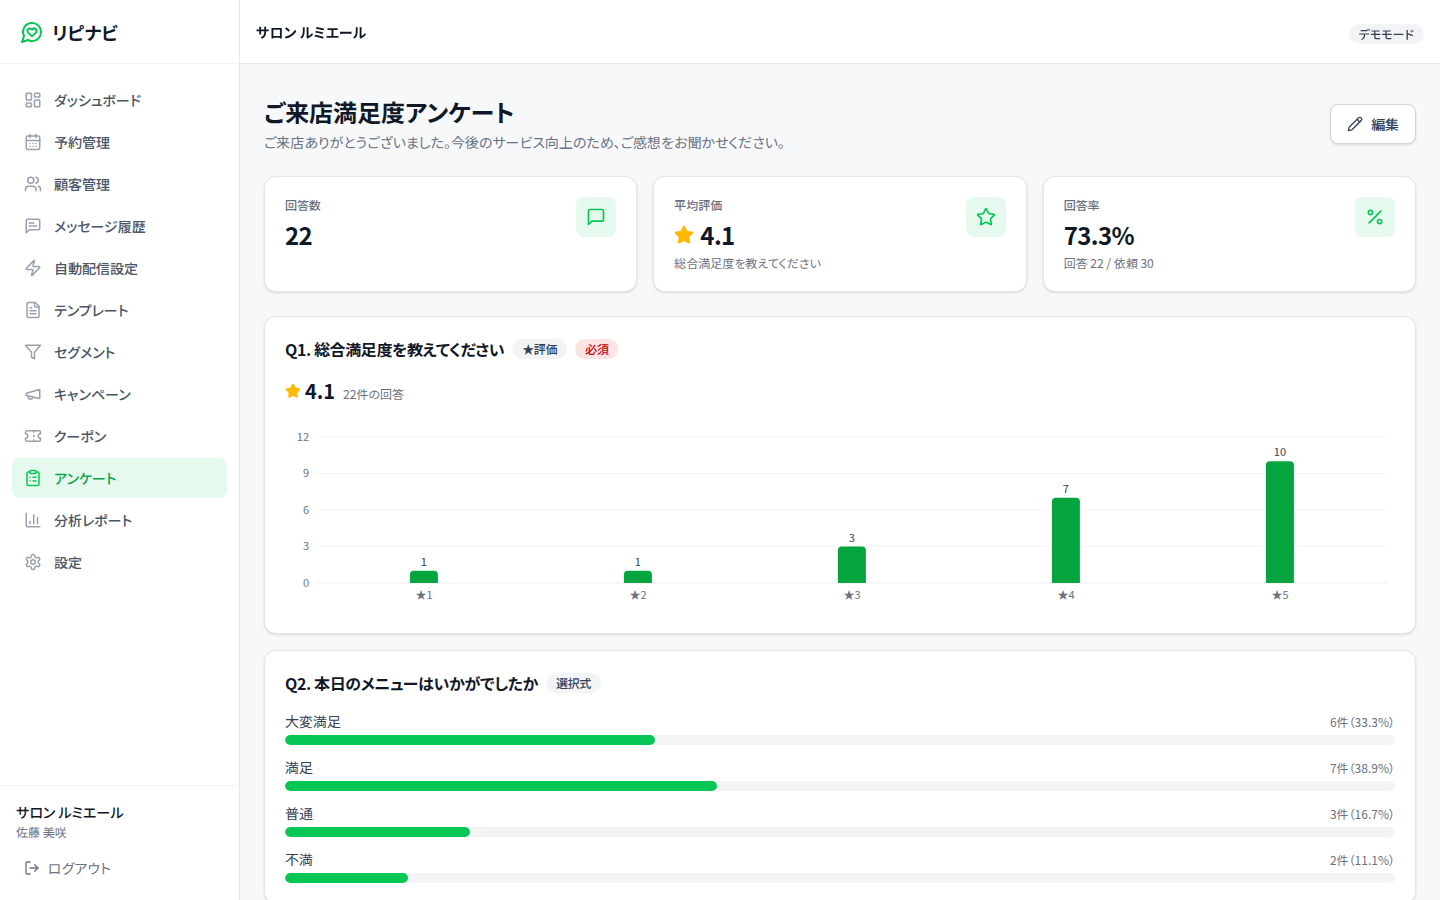 リピナビ
サロン ルミエール
デモモード
ダッシュボード
予約管理
顧客管理
メッセージ履歴
自動配信設定
テンプレート
セグメント
キャンペーン
クーポン
アンケート
分析レポート
設定
サロン ルミエール
佐藤 美咲
ログアウト
ご来店満足度アンケート
ご来店ありがとうございました。今後のサービス向上のため、ご感想をお聞かせください。
編集
回答数
22
平均評価
4.1
総合満足度を教えてください
回答率
73.3%
回答 22 / 依頼 30
Q1. 総合満足度を教えてください ★評価 必須
4.1 22件の回答
12
9
6
3
0
1
1
3
7
10
★1
★2
★3
★4
★5
Q2. 本日のメニューはいかがでしたか 選択式
大変満足 6件 (33.3%)
満足 7件 (38.9%)
普通 3件 (16.7%)
不満 2件 (11.1%)